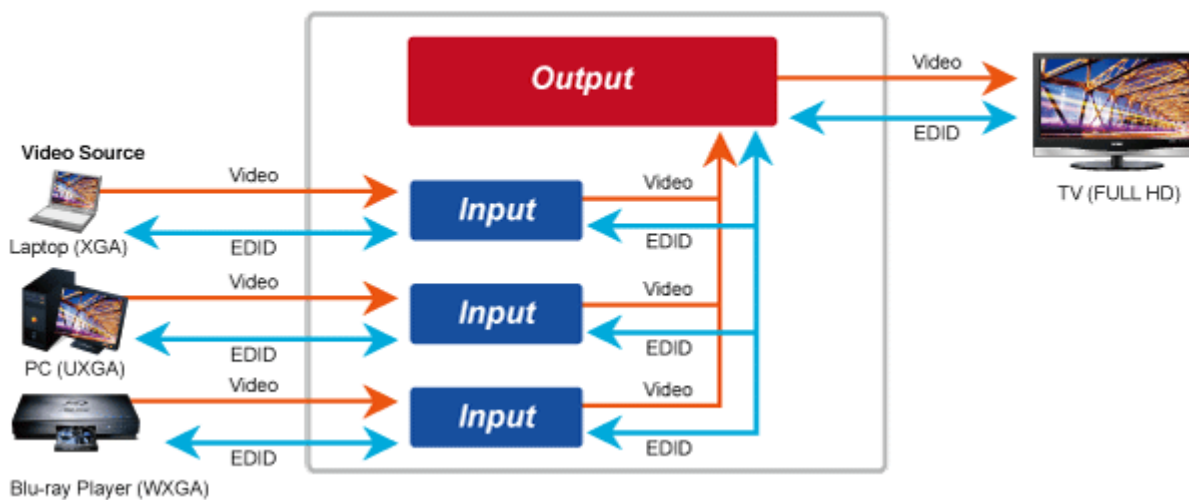 Output
Video
EDID
TV (FULL HD)
Video Source
Video
EDID
Laptop (XGA)
Input
Video
EDID
Video
EDID
PC (UXGA)
Input
Video
EDID
Video
EDID
Blu-ray Player (WXGA)
Input
Video
EDID